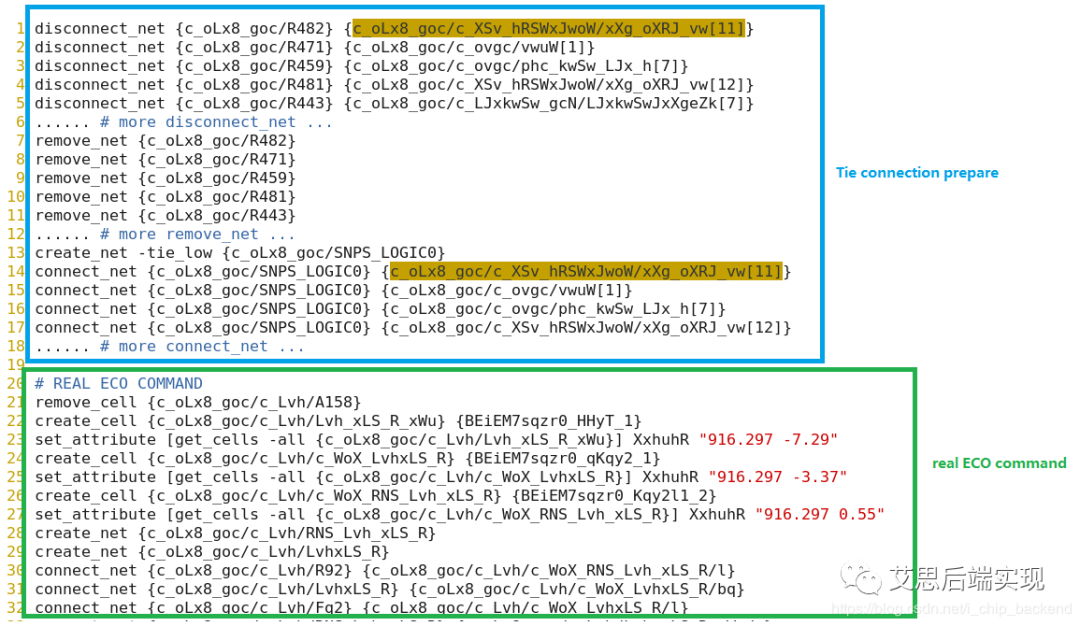 1 disconnect_net {c_oLx8_goc/R482} {c_oLx8_goc/c_XSv_hRSWxJwoW/xXg_oXRJ_vw[11]}
2 disconnect_net {c_oLx8_goc/R471} {c_oLx8_goc/c_ovgc/vwuW[1]}
3 disconnect_net {c_oLx8_goc/R459} {c_oLx8_goc/c_ovgc/phc_kwSw_LJx_h[7]}
4 disconnect_net {c_oLx8_goc/R481} {c_oLx8_goc/c_XSv_hRSWxJwoW/xXg_oXRJ_vw[12]}
5 disconnect_net {c_oLx8_goc/R443} {c_oLx8_goc/c_LJxkwSw_gcN/LJxkwSwJxXgeZk[7]}
6 ...... # more disconnect_net ...
7 remove_net {c_oLx8_goc/R482}
8 remove_net {c_oLx8_goc/R471}
9 remove_net {c_oLx8_goc/R459}
10 remove_net {c_oLx8_goc/R481}
11 remove_net {c_oLx8_goc/R443}
12 ...... # more remove_net ...
13 create_net -tie_low {c_oLx8_goc/SNPS_LOGIC0}
14 connect_net {c_oLx8_goc/SNPS_LOGIC0} {c_oLx8_goc/c_XSv_hRSWxJwoW/xXg_oXRJ_vw[11]}
15 connect_net {c_oLx8_goc/SNPS_LOGIC0} {c_oLx8_goc/c_ovgc/vwuW[1]}
16 connect_net {c_oLx8_goc/SNPS_LOGIC0} {c_oLx8_goc/c_ovgc/phc_kwSw_LJx_h[7]}
17 connect_net {c_oLx8_goc/SNPS_LOGIC0} {c_oLx8_goc/c_XSv_hRSWxJwoW/xXg_oXRJ_vw[12]}
18 ...... # more connect_net ...
19
Tie connection prepare
20 # REAL ECO COMMAND
21 remove_cell {c_oLx8_goc/c_Lvh/A158}
22 create_cell {c_oLx8_goc/c_Lvh/Lvh_xLS_R_xWu} {BEiEM7sqzr0_HHyT_1}
23 set_attribute [get_cells -all {c_oLx8_goc/c_Lvh/Lvh_xLS_R_xWu}] XxhuhR "916.297 -7.29"
24 create_cell {c_oLx8_goc/c_Lvh/c_WoX_LvhxLS_R} {BEiEM7sqzr0_qKqy2_1}
25 set_attribute [get_cells -all {c_oLx8_goc/c_Lvh/c_WoX_LvhxLS_R}] XxhuhR "916.297 -3.37"
26 create_cell {c_oLx8_goc/c_Lvh/c_WoX_RNS_Lvh_xLS_R} {BEiEM7sqzr0_Kqy2l1_2}
27 set_attribute [get_cells -all {c_oLx8_goc/c_Lvh/c_WoX_RNS_Lvh_xLS_R}] XxhuhR "916.297 0.55"
28 create_net {c_oLx8_goc/c_Lvh/RNS_Lvh_xLS_R}
29 create_net {c_oLx8_goc/c_Lvh/LvhxLS_R}
30 connect_net {c_oLx8_goc/c_Lvh/R92} {c_oLx8_goc/c_Lvh/c_WoX_RNS_Lvh_xLS_R/l}
31 connect_net {c_oLx8_goc/c_Lvh/LvhxLS_R} {c_oLx8_goc/c_Lvh/c_WoX_LvhxLS_R/bq}
32 connect_net {c_oLx8_goc/c_Lvh/Fq2} {c_oLx8_goc/c_Lvh/c_WoX_LvhxLS_R/l}
real ECO command
艾思后端实现
https://blog.csdn.net/i_chip_backend